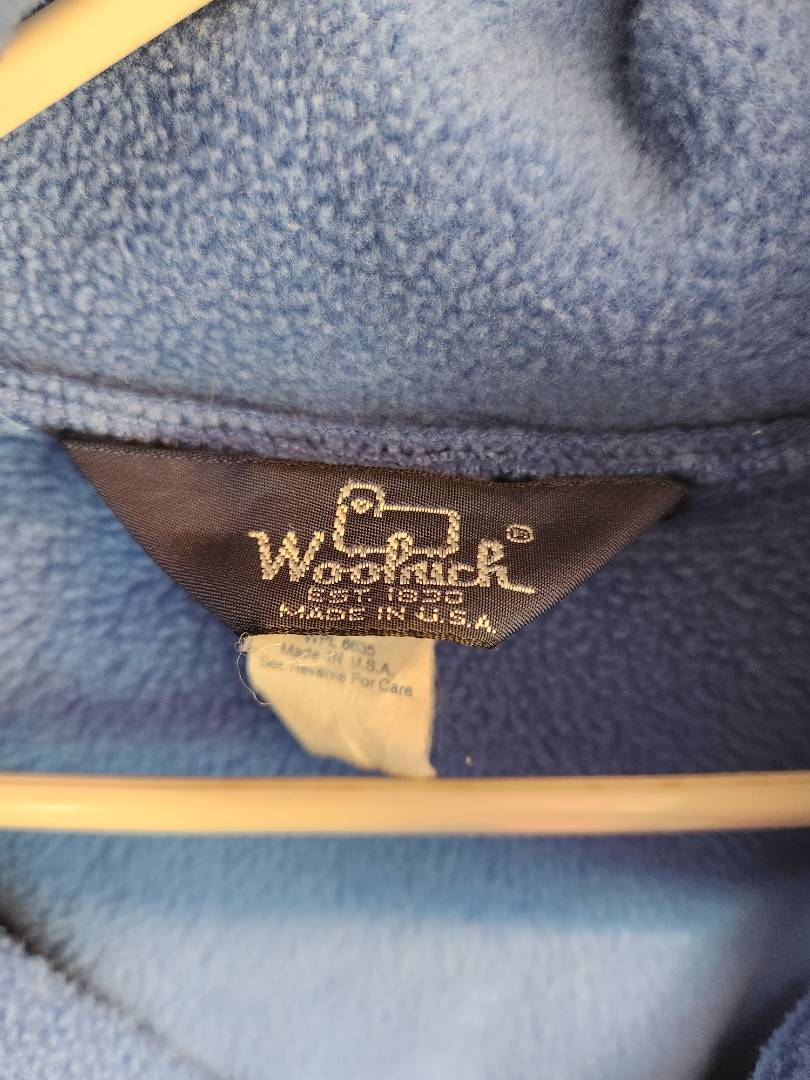 Woolrich®
EST 1830
MADE IN U.S.A.
WPL 6635
Made IN U.S.A.
See Reverse For Care